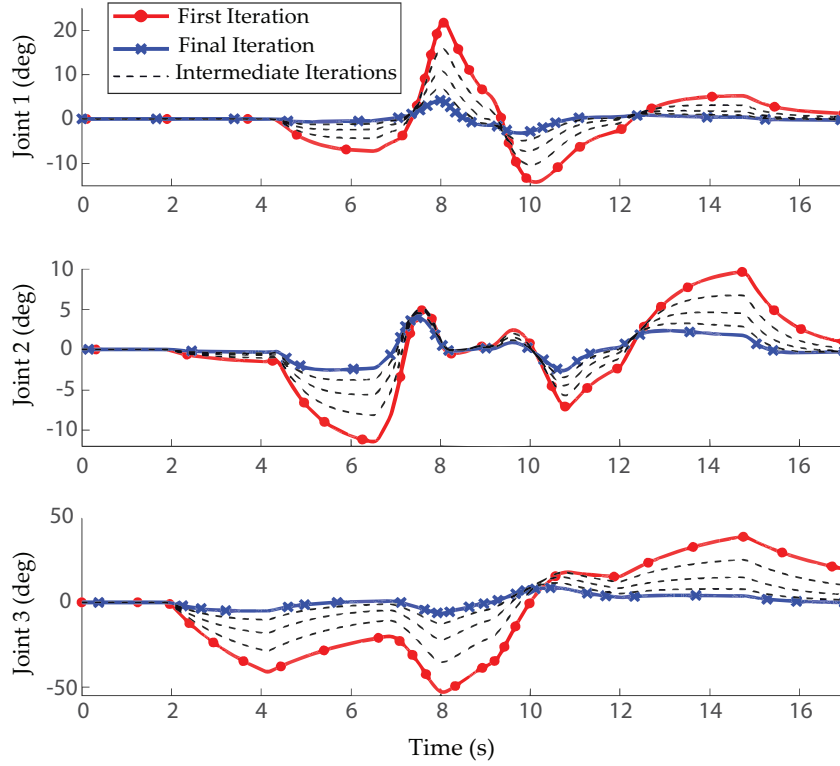 First Iteration
Final Iteration
Intermediate Iterations
Joint 1 (deg)
20
10
0
-10
0 2 4 6 8 10 12 14 16
Joint 2 (deg)
10
5
0
-5
-10
0 2 4 6 8 10 12 14 16
Joint 3 (deg)
50
0
-50
0 2 4 6 8 10 12 14 16
Time (s)